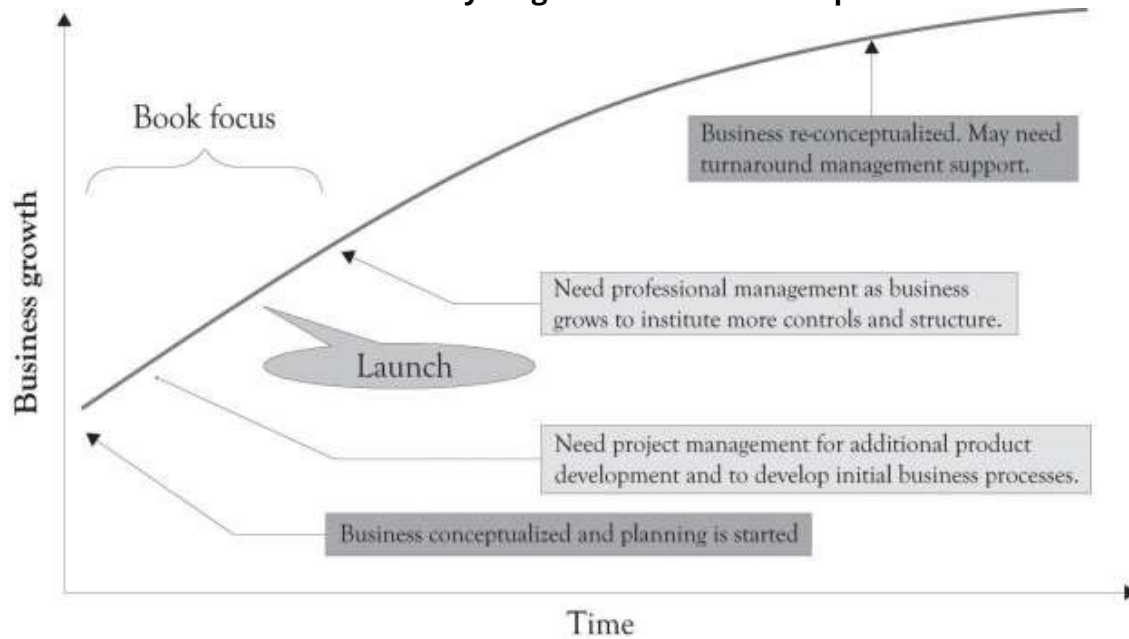 Book focus
Business re-conceptualized. May need
turnaround management support.
Business growth
Need professional management as business
grows to institute more controls and structure.
Launch
Need project management for additional product
development and to develop initial business processes.
Business conceptualized and planning is started
Time